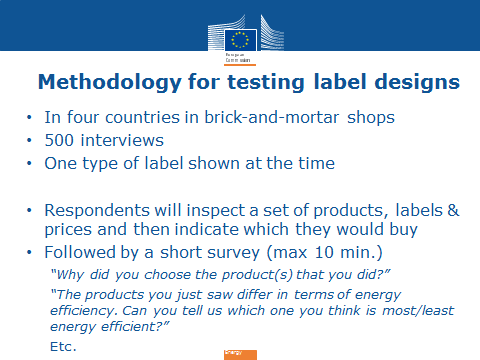 European
Commission
Methodology for testing label designs
• In four countries in brick-and-mortar shops
• 500 interviews
• One type of label shown at the time
• Respondents will inspect a set of products, labels &
prices and then indicate which they would buy
• Followed by a short survey (max 10 min.)
“Why did you choose the product(s) that you did?”
“The products you just saw differ in terms of energy
efficiency. Can you tell us which one you think is most/least
energy efficient?”
Etc.
Energy